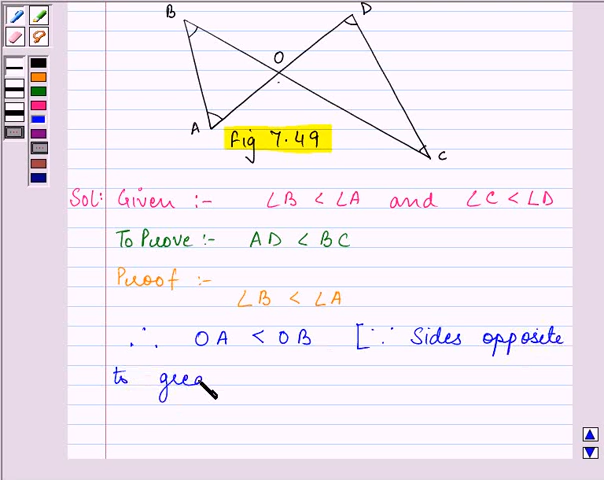 B
D
O
A
C
Fig 7.49
Sol: Given :- ∠B < ∠A and ∠C < ∠D
To Prove :- AD < BC
Proof :-
∠B < ∠A
∴ OA < OB [∵ Sides opposite
to grea